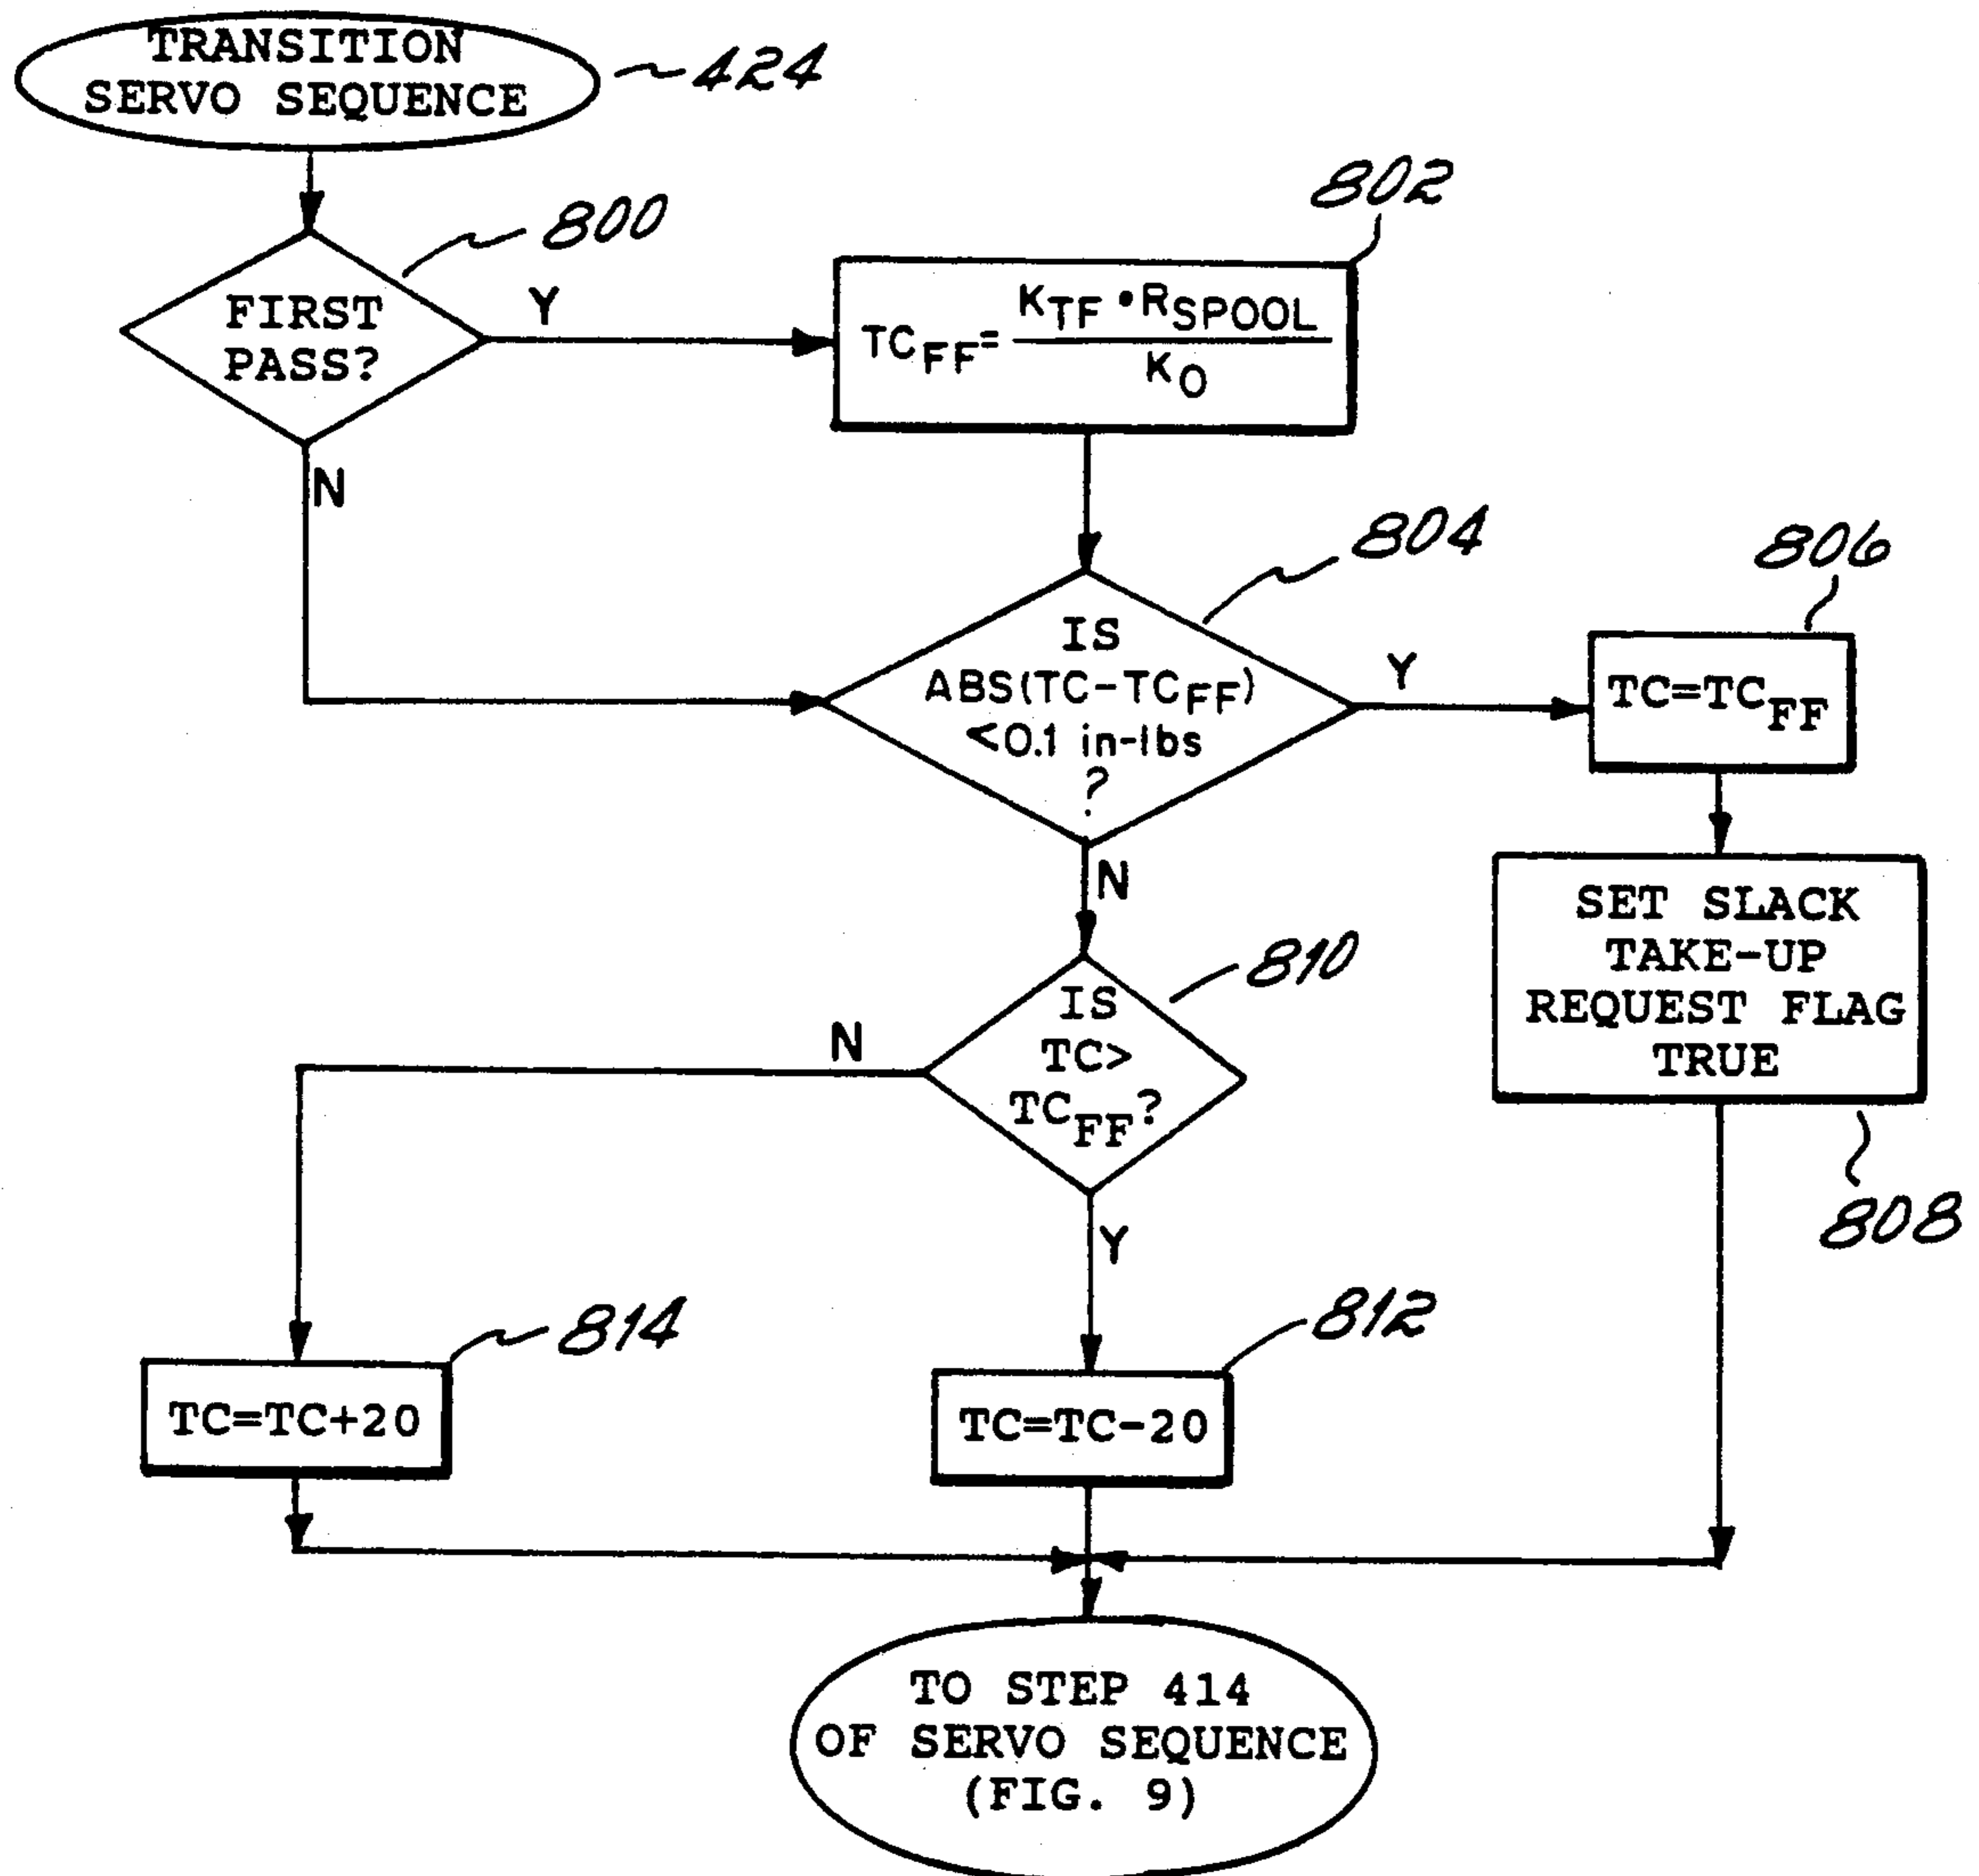 TRANSITION
SERVO SEQUENCE
424
800
FIRST
PASS?
Y
N
802
TCFF= KTF •RSPOOL
KO
804
IS
ABS(TC-TCFF)
<0.1 in-lbs
?
Y
N
806
TC=TCFF
SET SLACK
TAKE-UP
REQUEST FLAG
TRUE
808
810
IS
TC>
TCFF?
N
Y
814
TC=TC+20
812
TC=TC-20
TO STEP 414
OF SERVO SEQUENCE
(FIG. 9)